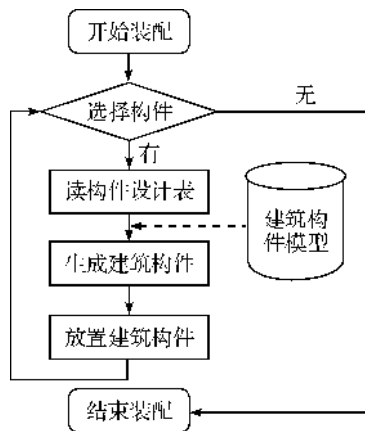 开始装配
选择构件
无
有
读构件设计表
建筑构
件模型
生成建筑构件
放置建筑构件
结束装配